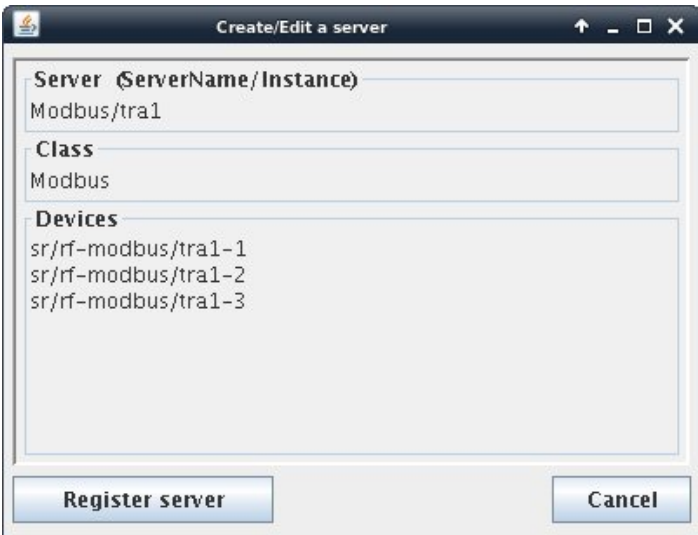 Create/Edit a server
Server (ServerName/Instance)
Modbus/tra1
Class
Modbus
Devices
sr/rf-modbus/tra1-1
sr/rf-modbus/tra1-2
sr/rf-modbus/tra1-3
Register server
Cancel